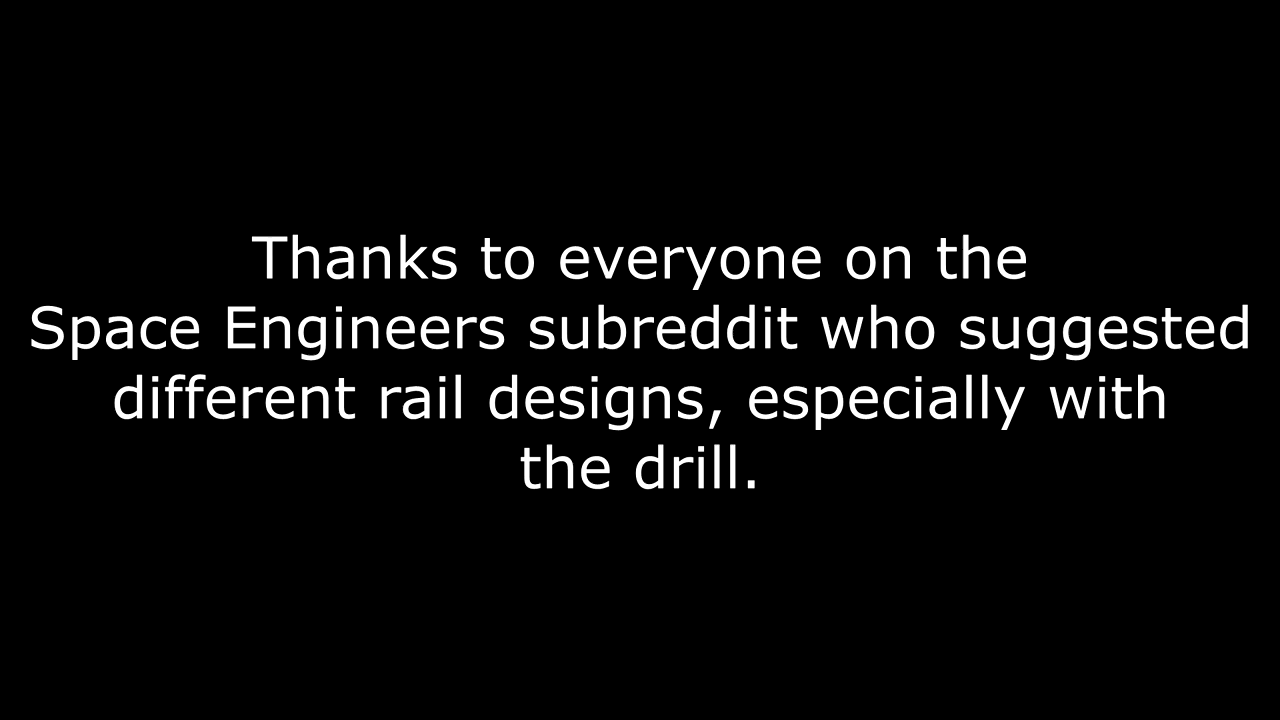 Thanks to everyone on the
Space Engineers subreddit who suggested
different rail designs, especially with
the drill.